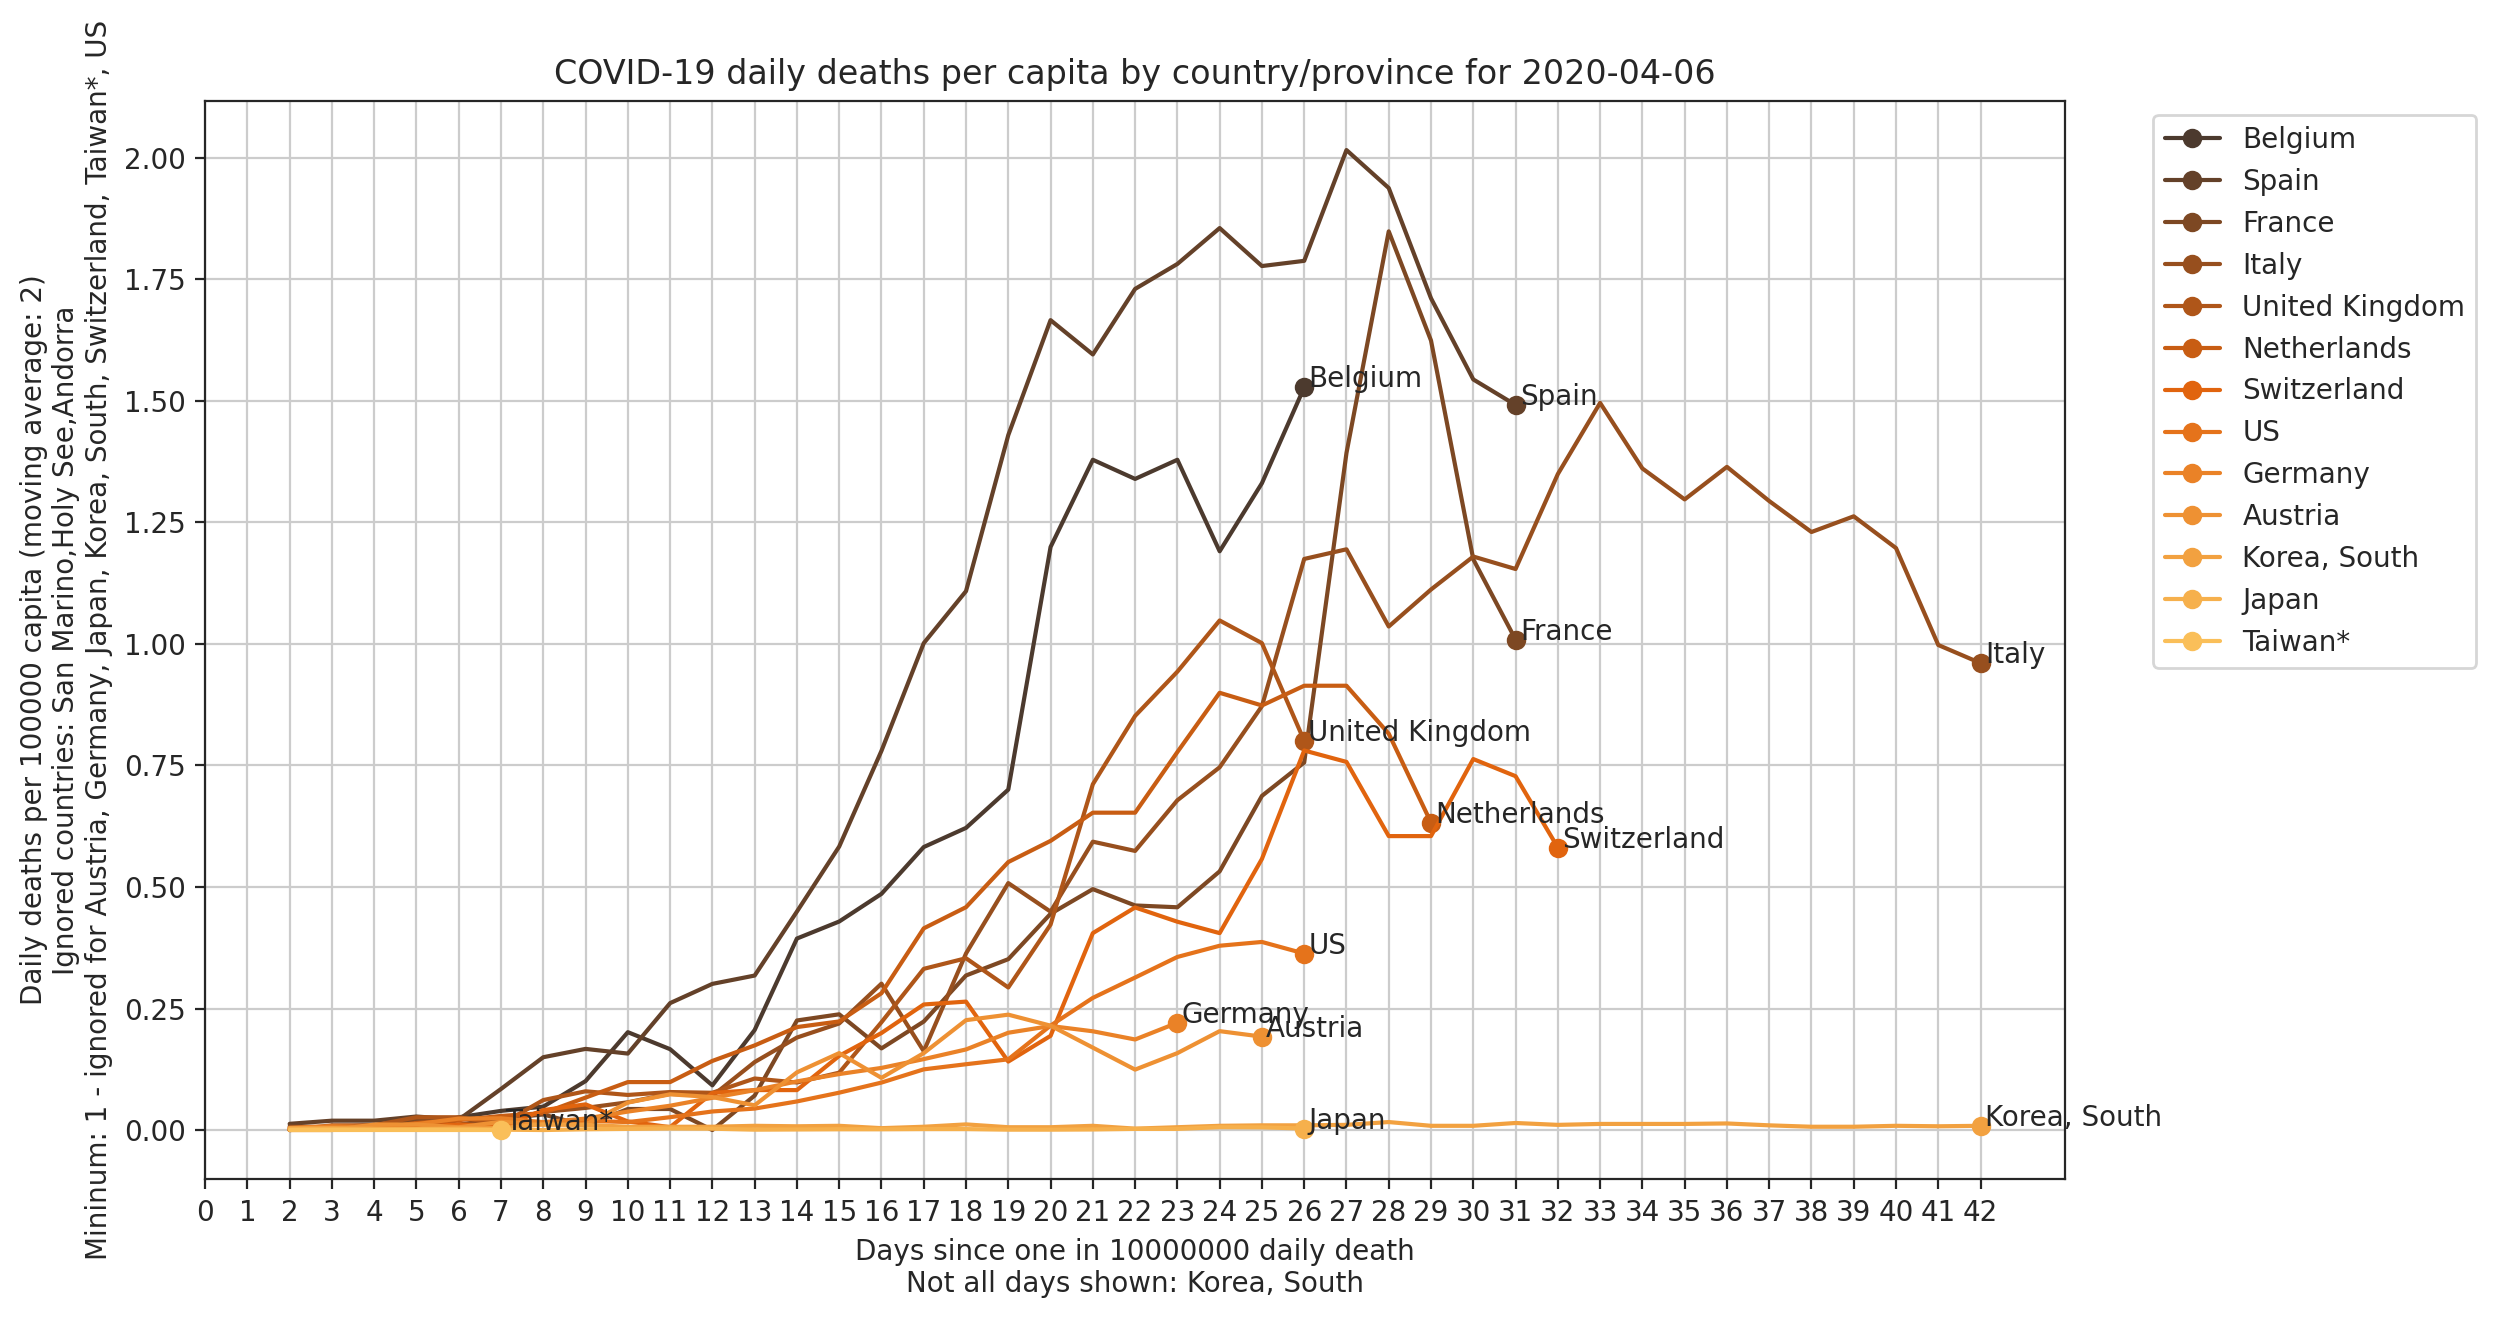 COVID-19 daily deaths per capita by country/province for 2020-04-06
Daily deaths per 100000 capita (moving average: 2)
Ignored countries: San Marino,Holy See,Andorra
Mininum: 1 - ignored for Austria, Germany, Japan, Korea, South, Switzerland, Taiwan*, US
2.00
1.75
1.50
1.25
1.00
0.75
0.50
0.25
0.00
Belgium
Spain
France
Italy
United Kingdom
Netherlands
Switzerland
US
Germany
Austria
Taiwan*
Japan
Korea, South
0 1 2 3 4 5 6 7 8 9 10 11 12 13 14 15 16 17 18 19 20 21 22 23 24 25 26 27 28 29 30 31 32 33 34 35 36 37 38 39 40 41 42
Days since one in 10000000 daily death
Not all days shown: Korea, South
Belgium
Spain
France
Italy
United Kingdom
Netherlands
Switzerland
US
Germany
Austria
Korea, South
Japan
Taiwan*